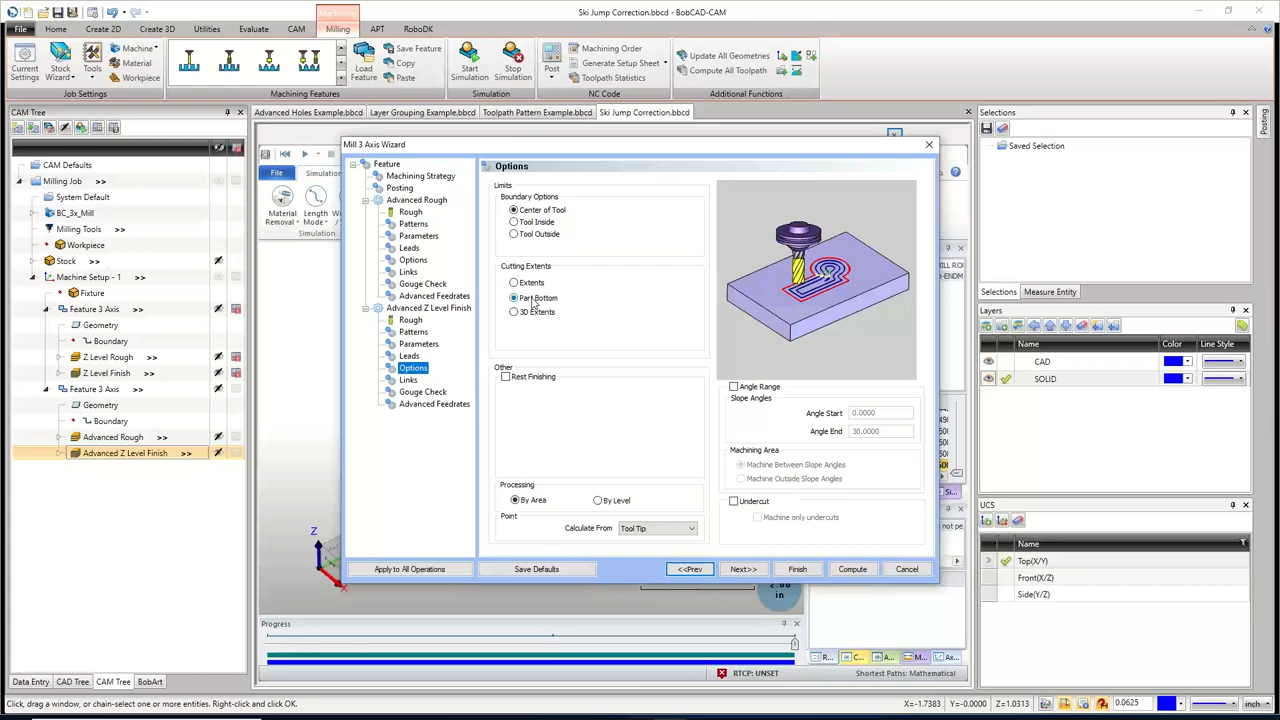 Ski Jump Correction.bbcd - BobCAD-CAM
Machining
File Home Create 2D Create 3D Utilities Evaluate CAM Milling APT RoboDK
Current Settings
Stock Wizard
Tools
Machine
Material
Workpiece
Job Settings
Load Feature
Save Feature
Copy
Paste
Machining Features
Start Simulation
Stop Simulation
Simulation
Post
Machining Order
Generate Setup Sheet
Toolpath Statistics
NC Code
Update All Geometries
Compute All Toolpath
Additional Functions
CAM Tree
Advanced Holes Example.bbcd
Layer Grouping Example.bbcd
Toolpath Pattern Example.bbcd
Ski Jump Correction.bbcd
CAM Defaults
Milling Job >>
System Default
BC_3x_Mill
Milling Tools >>
Workpiece
Stock >>
Machine Setup - 1 >>
Fixture
Feature 3 Axis >>
Geometry
Boundary
Z Level Rough >>
Z Level Finish >>
Feature 3 Axis >>
Geometry
Boundary
Advanced Rough >>
Advanced Z Level Finish >>
Data Entry
CAD Tree
CAM Tree
BobArt
File
Material Removal
Length Mode
Simulation
Mill 3 Axis Wizard
Feature
Machining Strategy
Posting
Advanced Rough
Rough
Patterns
Parameters
Leads
Options
Links
Gouge Check
Advanced Feedrates
Advanced Z Level Finish
Rough
Patterns
Parameters
Leads
Options
Links
Gouge Check
Advanced Feedrates
Options
Limits
Boundary Options
Center of Tool
Tool Inside
Tool Outside
Cutting Extents
Extents
Part Bottom
3D Extents
Other
Rest Finishing
Processing
By Area
By Level
Point
Calculate From Tool Tip
Angle Range
Slope Angles
Angle Start 0.0000
Angle End 30.0000
Machining Area
Machine Between Slope Angles
Machine Outside Slope Angles
Undercut
Machine only undercuts
Apply to All Operations
Save Defaults
<<Prev
Next>>
Finish
Compute
Cancel
Z
X
in
Progress
R...
C...
A...
M...
Ax...
RTCP: UNSET
Shortest Paths: Mathematical
Selections
Saved Selection
Posting
Selections
Measure Entity
Layers
Name Color Line Style
CAD
SOLID
UCS
Name
Top(X/Y)
Front(X/Z)
Side(Y/Z)
Click, drag a window, or chain-select one or more entities. Right-click and click OK.
X=-1.7383 Y=-0.0000 Z=1.0313
0.0625
inch